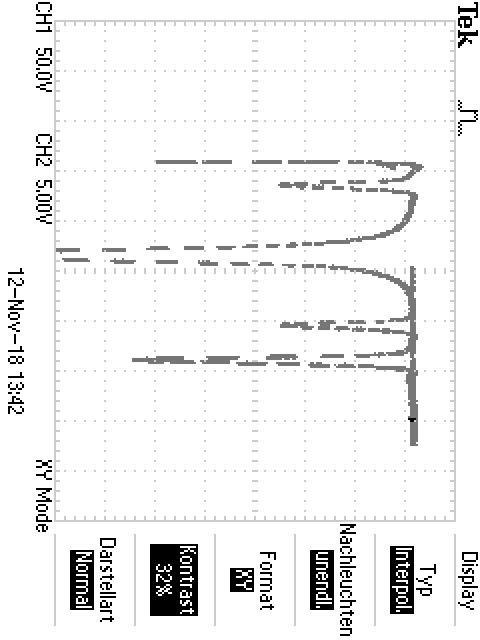 Tek
Display
Typ
Interpol.
Nachleuchten
Unendl.
Format
XY
Kontrast
32%
Darstellart
Normal
CH1 50.0V CH2 5.00V XY Mode
12-Nov-18 13:42